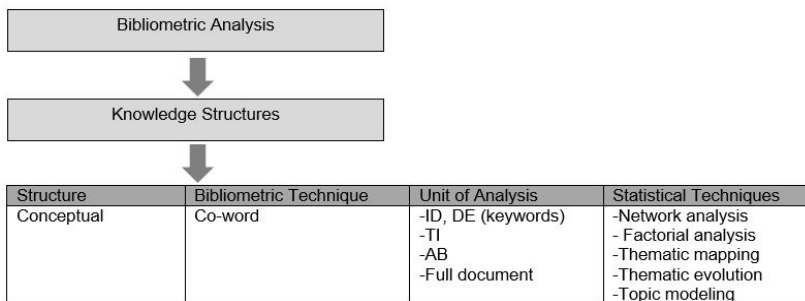 Bibliometric Analysis
Knowledge Structures
Structure Bibliometric Technique Unit of Analysis Statistical Techniques
Conceptual Co-word -ID, DE (keywords) -Network analysis
-TI - Factorial analysis
-AB -Thematic mapping
-Full document -Thematic evolution
-Topic modeling